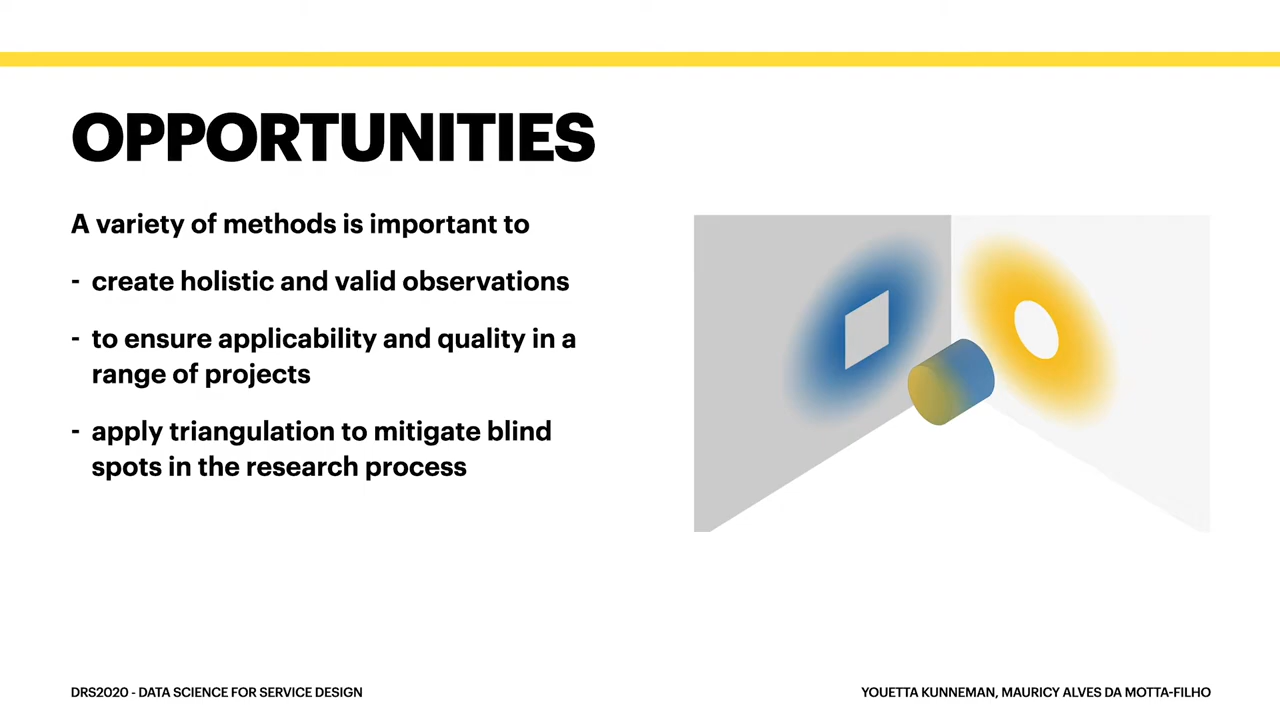 OPPORTUNITIES
A variety of methods is important to
- create holistic and valid observations
- to ensure applicability and quality in a
range of projects
- apply triangulation to mitigate blind
spots in the research process
DRS2020 - DATA SCIENCE FOR SERVICE DESIGN
YOUETTA KUNNEMAN, MAURICY ALVES DA MOTTA-FILHO